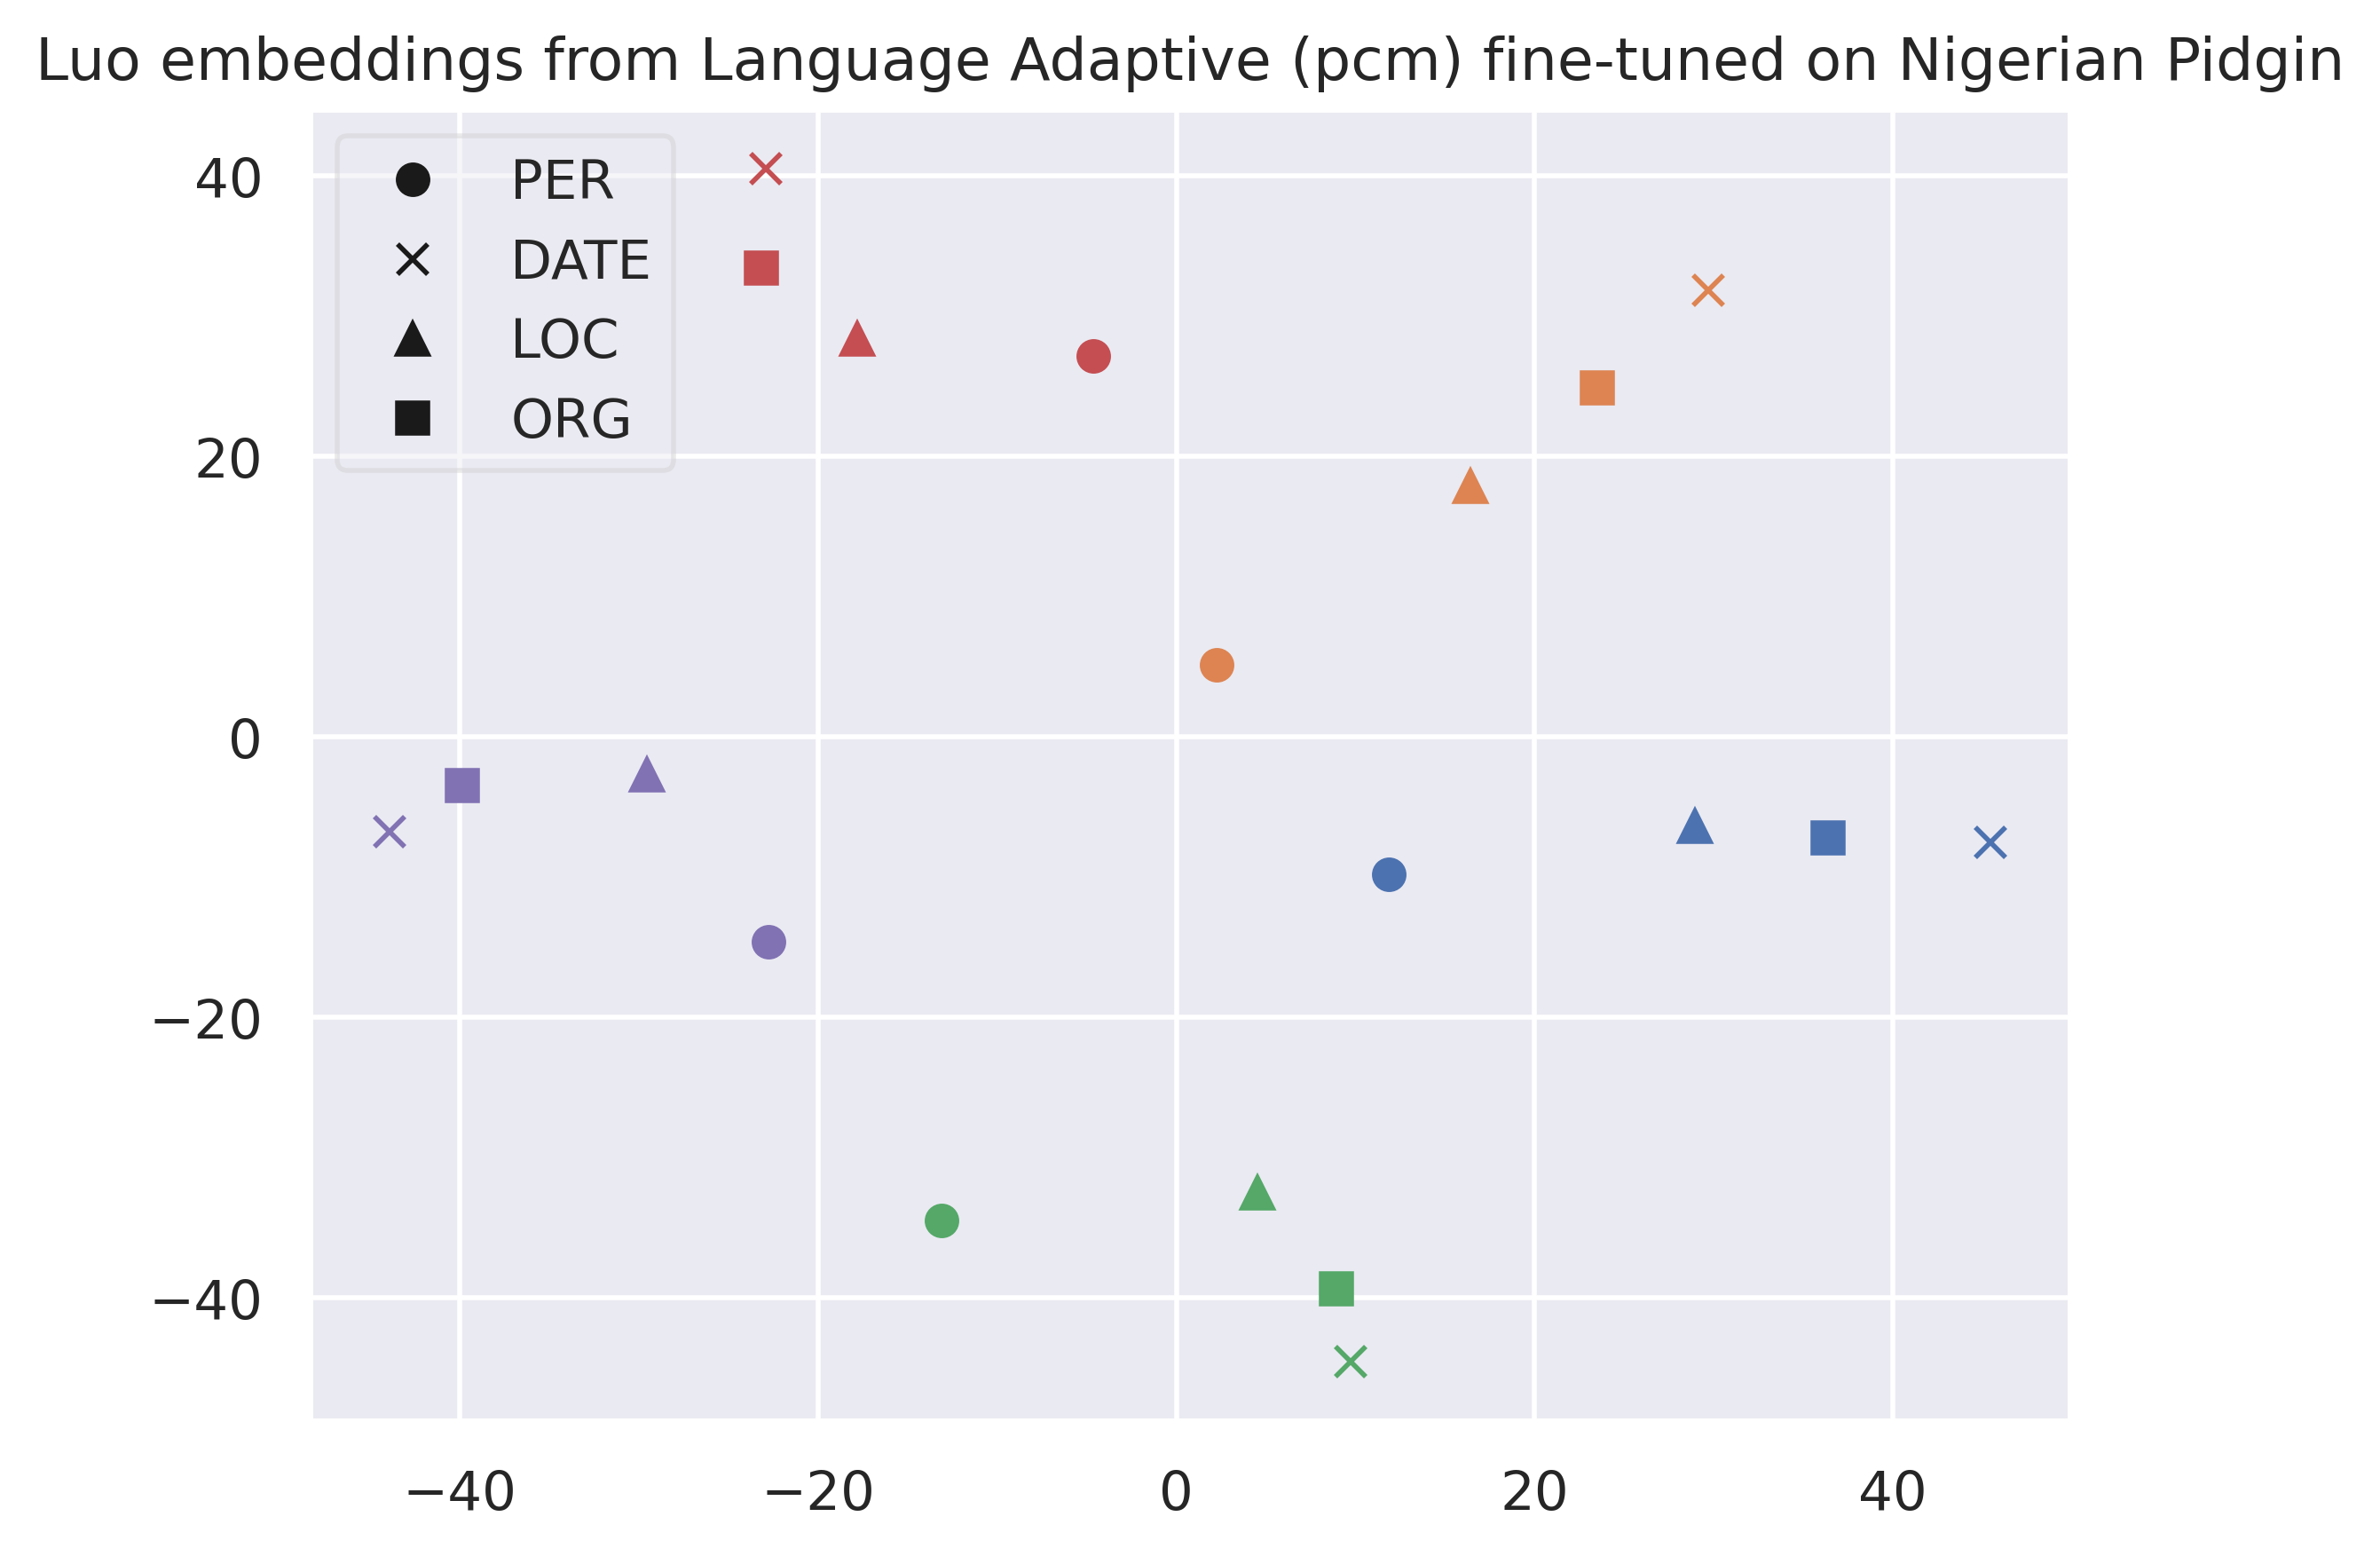 Luo embeddings from Language Adaptive (pcm) fine-tuned on Nigerian Pidgin
PER
DATE
LOC
ORG
40
20
0
−20
−40
−40
−20
0
20
40